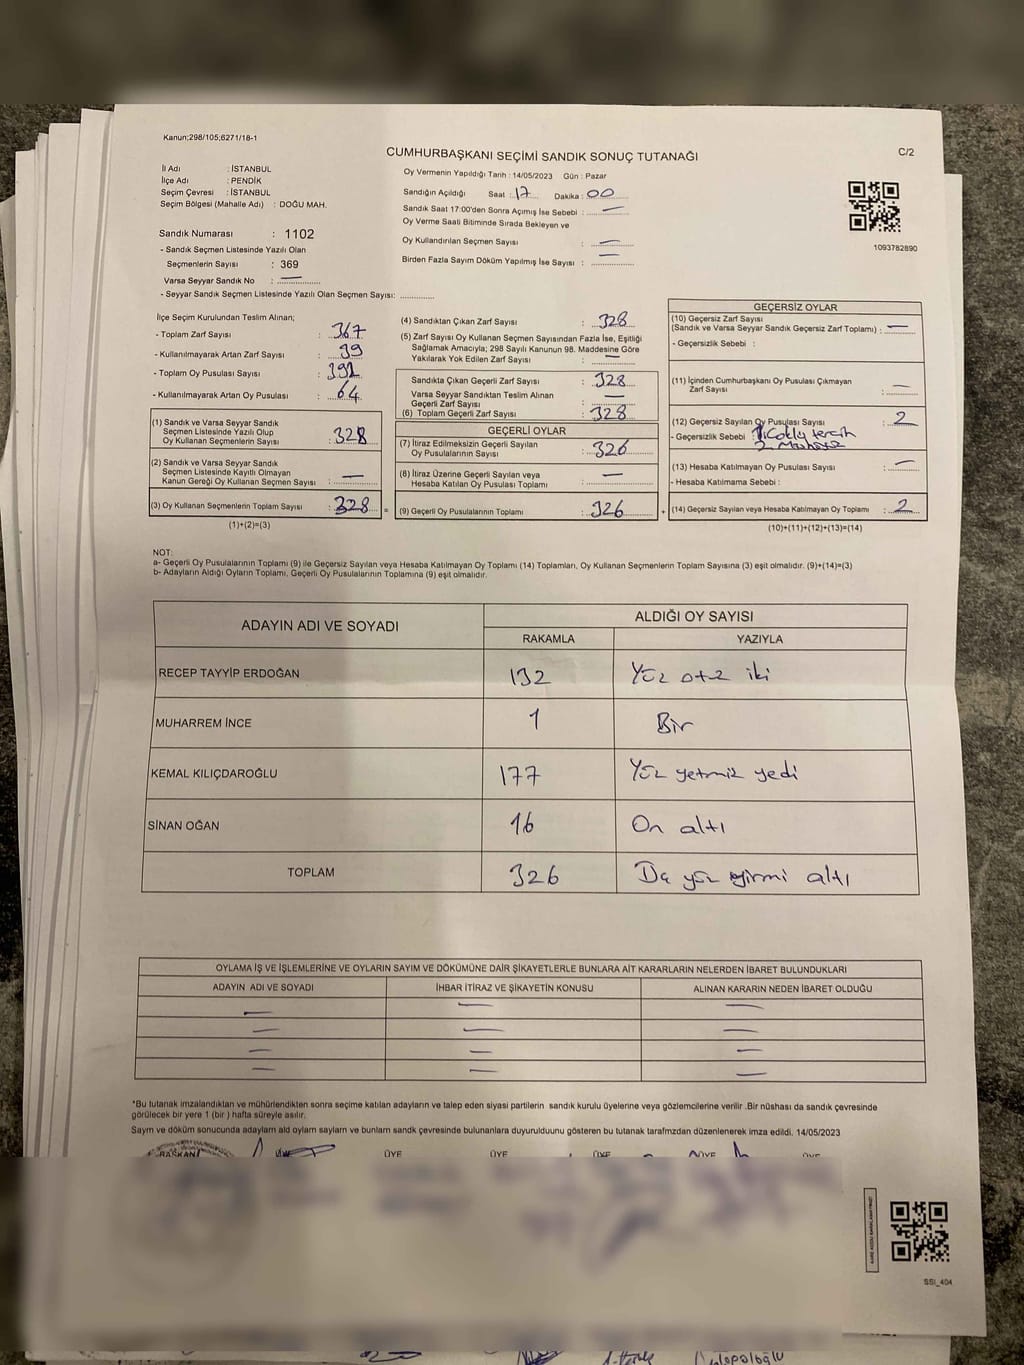 Kanun;298/105;6271/18-1
C/2
CUMHURBAŞKANI SEÇİMİ SANDIK SONUÇ TUTANAĞI
İl Adı : İSTANBUL
İlçe Adı : PENDİK
Seçim Çevresi : İSTANBUL
Seçim Bölgesi (Mahalle Adı) : DOĞU MAH.
Sandık Numarası : 1102
- Sandık Seçmen Listesinde Yazılı Olan
Seçmenlerin Sayısı : 369
Varsa Seyyar Sandık No : —
- Seyyar Sandık Seçmen Listesinde Yazılı Olan Seçmen Sayısı: ..............
Oy Vermenin Yapıldığı Tarih : 14/05/2023 Gün : Pazar
Sandığın Açıldığı Saat : 17 Dakika : 00
Sandık Saat 17:00'den Sonra Açımış İse Sebebi : —
Oy Verme Saati Bitiminde Sırada Bekleyen ve
Oy Kullandırılan Seçmen Sayısı : —
Birden Fazla Sayım Döküm Yapılmış İse Sayısı : —
1093782890
İlçe Seçim Kurulundan Teslim Alınan;
- Toplam Zarf Sayısı : 367
- Kullanılmayarak Artan Zarf Sayısı : 39
- Toplam Oy Pusulası Sayısı : 392
- Kullanılmayarak Artan Oy Pusulası : 64
(1) Sandık ve Varsa Seyyar Sandık
Seçmen Listesinde Yazılı Olup
Oy Kullanan Seçmenlerin Sayısı : 328
(2) Sandık ve Varsa Seyyar Sandık
Seçmen Listesinde Kayıtlı Olmayan
Kanun Gereği Oy Kullanan Seçmen Sayısı : —
(3) Oy Kullanan Seçmenlerin Toplam Sayısı : 328 =
(1)+(2)=(3)
(4) Sandıktan Çıkan Zarf Sayısı : 328
(5) Zarf Sayısı Oy Kullanan Seçmen Sayısından Fazla İse, Eşitliği
Sağlamak Amacıyla; 298 Sayılı Kanunun 98. Maddesine Göre
Yakılarak Yok Edilen Zarf Sayısı : —
Sandıkta Çıkan Geçerli Zarf Sayısı : 328
Varsa Seyyar Sandıktan Teslim Alınan
Geçerli Zarf Sayısı : —
(6) Toplam Geçerli Zarf Sayısı : 328
GEÇERLİ OYLAR
(7) İtiraz Edilmeksizin Geçerli Sayılan
Oy Pusulalarının Sayısı : 326
(8) İtiraz Üzerine Geçerli Sayılan veya
Hesaba Katılan Oy Pusulası Toplamı : —
(9) Geçerli Oy Pusulalarının Toplamı : 326 +
GEÇERSİZ OYLAR
(10) Geçersiz Zarf Sayısı
(Sandık ve Varsa Seyyar Sandık Geçersiz Zarf Toplamı) : —
- Geçersizlik Sebebi :
(11) İçinden Cumhurbaşkanı Oy Pusulası Çıkmayan
Zarf Sayısı : —
(12) Geçersiz Sayılan Oy Pusulası Sayısı : 2
- Geçersizlik Sebebi : tercih
(13) Hesaba Katılmayan Oy Pusulası Sayısı : —
- Hesaba Katılmama Sebebi :
(14) Geçersiz Sayılan veya Hesaba Katılmayan Oy Toplamı : 2
(10)+(11)+(12)+(13)=(14)
NOT:
a- Geçerli Oy Pusulalarının Toplamı (9) ile Geçersiz Sayılan veya Hesaba Katılmayan Oy Toplamı (14) Toplamları, Oy Kullanan Seçmenlerin Toplam Sayısına (3) eşit olmalıdır. (9)+(14)=(3)
b- Adayların Aldığı Oyların Toplamı, Geçerli Oy Pusulalarının Toplamına (9) eşit olmalıdır.
ADAYIN ADI VE SOYADI ALDIĞI OY SAYISI
RAKAMLA YAZIYLA
RECEP TAYYİP ERDOĞAN 132 Yüz otuz iki
MUHARREM İNCE 1 Bir
KEMAL KILIÇDAROĞLU 177 Yüz yetmiz yedi
SİNAN OĞAN 16 On altı
TOPLAM 326 yüz yirmi altı
OYLAMA İŞ VE İŞLEMLERİNE VE OYLARIN SAYIM VE DÖKÜMÜNE DAİR ŞİKAYETLERLE BUNLARA AİT KARARLARIN NELERDEN İBARET BULUNDUKLARI
ADAYIN ADI VE SOYADI İHBAR İTİRAZ VE ŞİKAYETİN KONUSU ALINAN KARARIN NEDEN İBARET OLDUĞU
— — —
— — —
— — —
— — —
*Bu tutanak imzalandıktan ve mühürlendikten sonra seçime katılan adayların ve talep eden siyasi partilerin sandık kurulu üyelerine veya gözlemcilerine verilir .Bir nüshası da sandık çevresinde
görülecek bir yere 1 (bir ) hafta süreyle asılır.
Sayım ve döküm sonucunda adayların ald oyların sayların ve bunların sandk çevresinde bulunanlara duyurulduunu gösteren bu tutanak tarafmzdan düzenlenerek imza edildi. 14/05/2023
BAŞKAN ÜYE ÜYE ÜYE ÜYE ÜYE
SSI_404